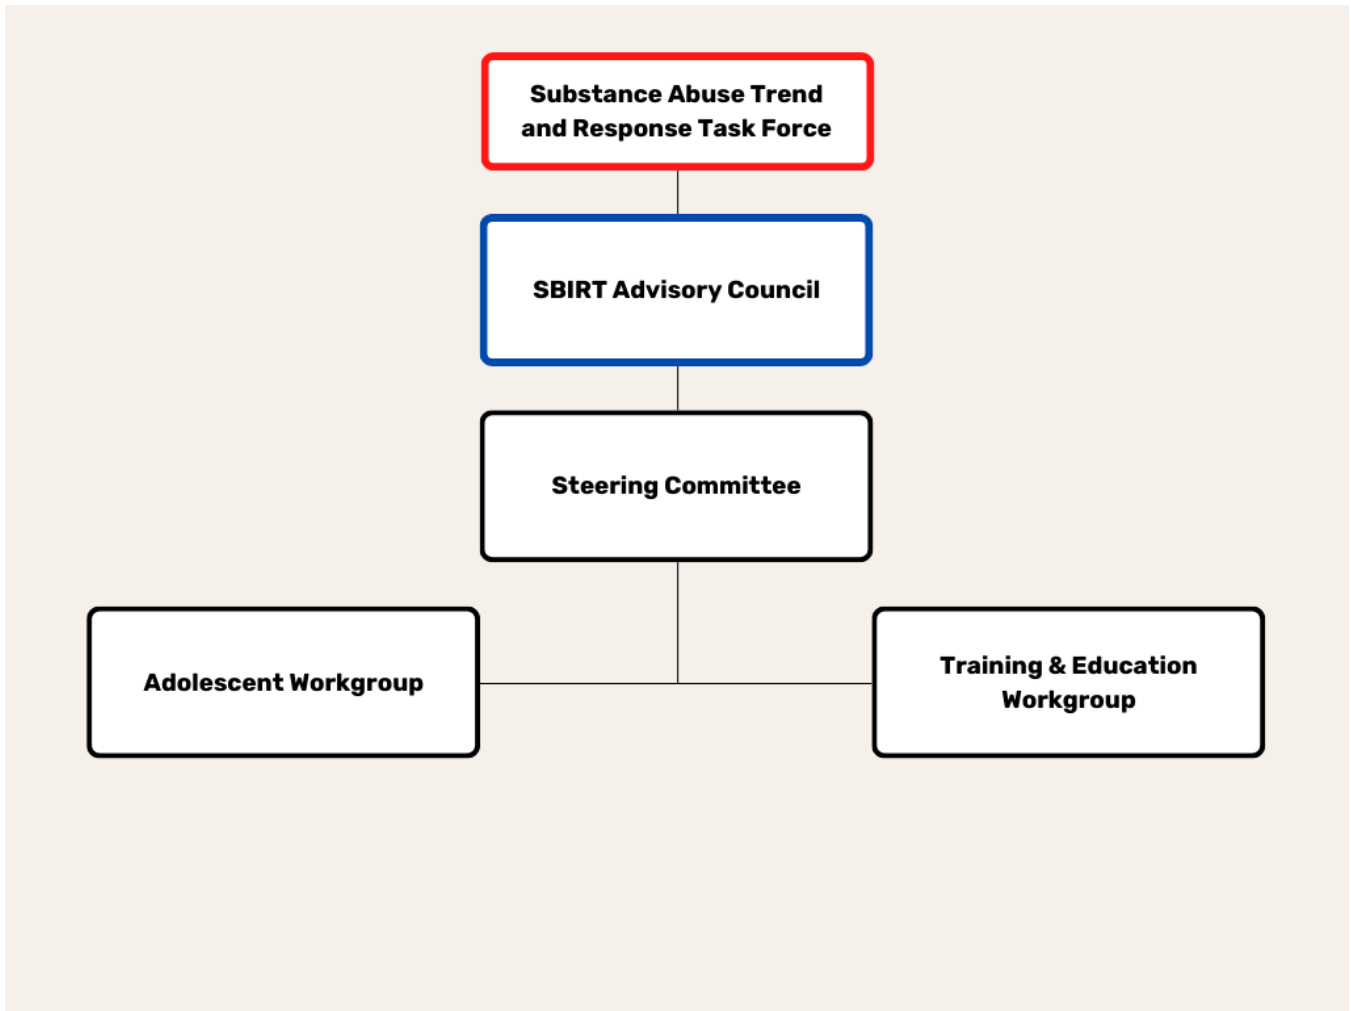 Substance Abuse Trend
and Response Task Force
SBIRT Advisory Council
Steering Committee
Adolescent Workgroup
Training & Education
Workgroup